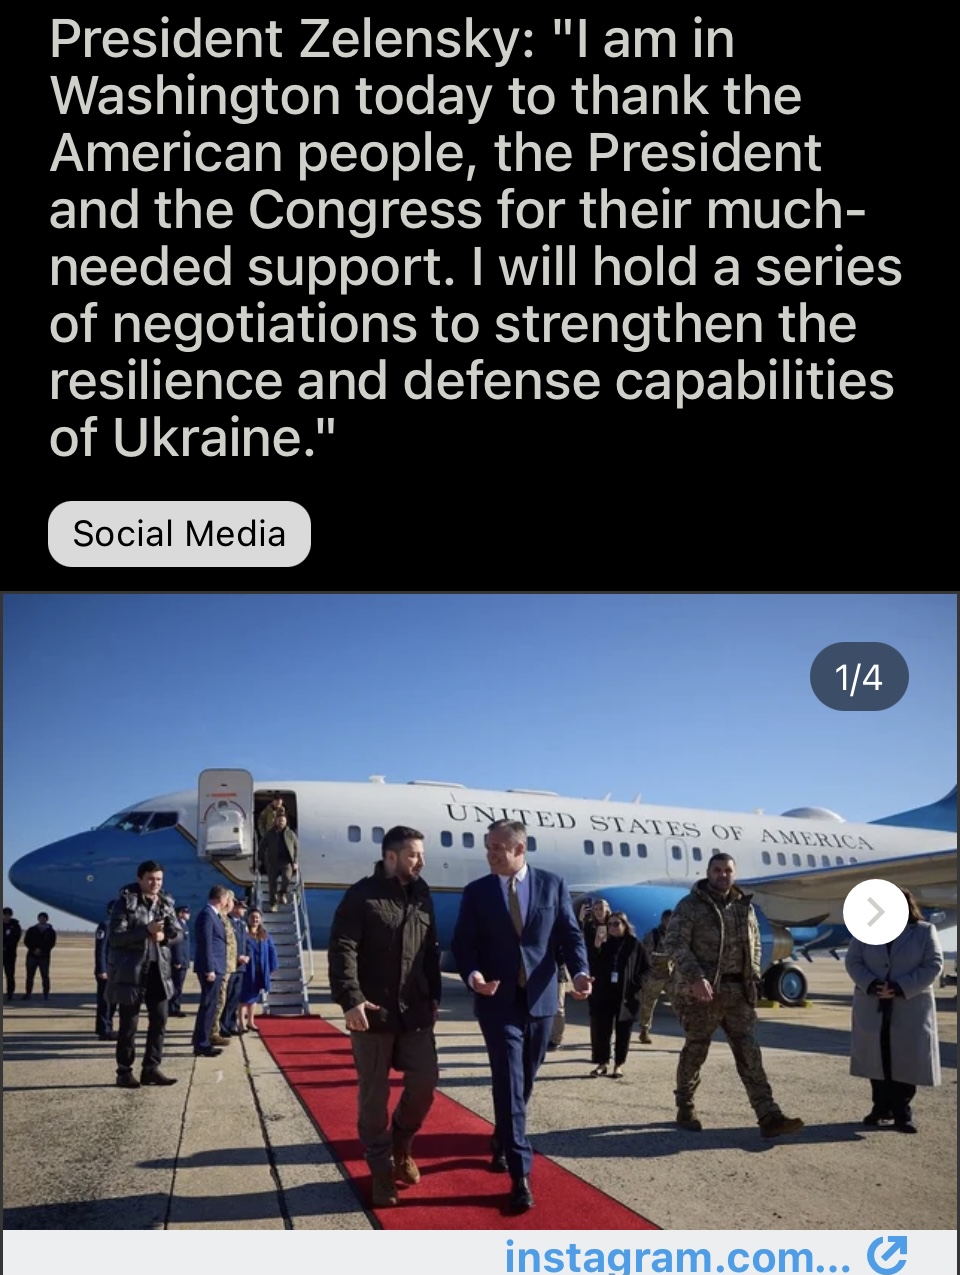 President Zelensky: "I am in
Washington today to thank the
American people, the President
and the Congress for their much-
needed support. I will hold a series
of negotiations to strengthen the
resilience and defense capabilities
of Ukraine."
Social Media
1/4
UNITED STATES OF AMERICA
instagram.com...